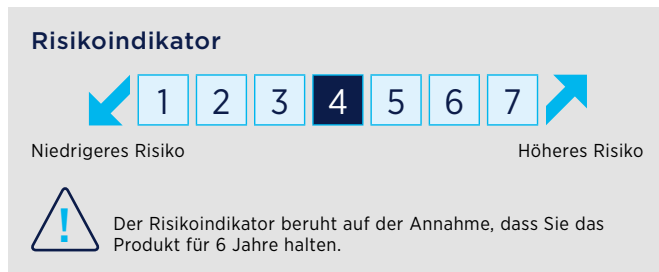 Risikoindikator
1 2 3 4 5 6 7
Niedrigeres Risiko Höheres Risiko
! Der Risikoindikator beruht auf der Annahme, dass Sie das
Produkt für 6 Jahre halten.